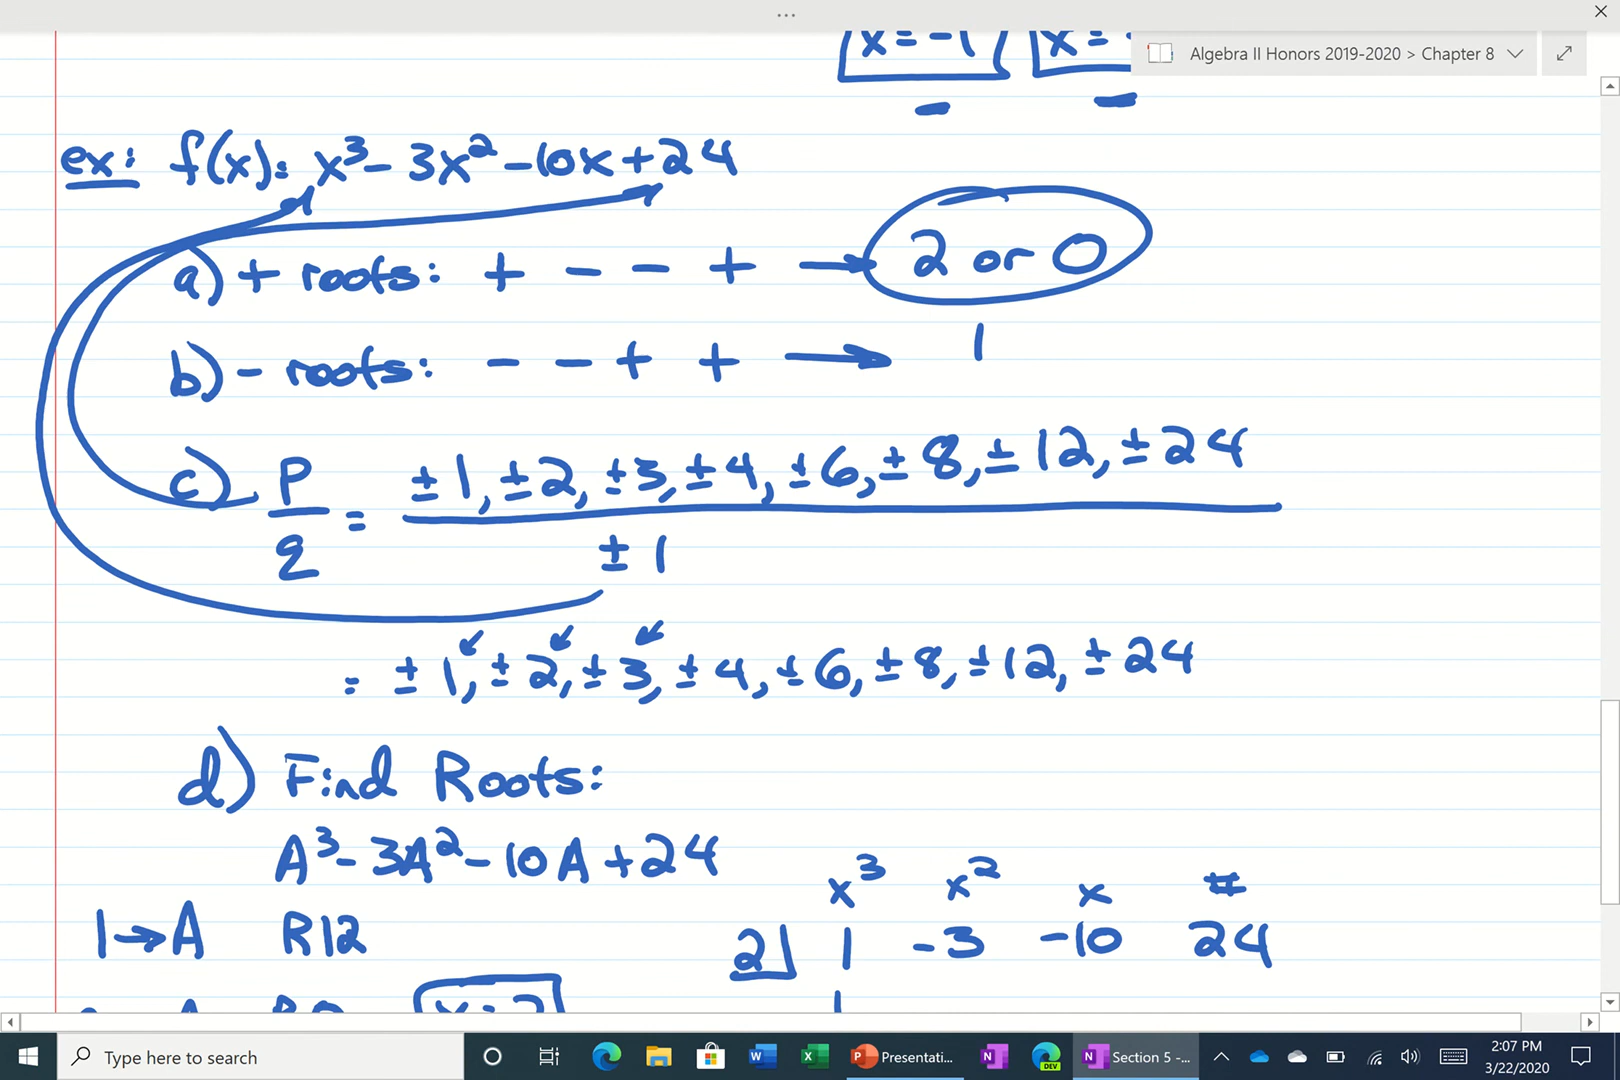 x = -1 x =
Algebra II Honors 2019-2020 > Chapter 8
ex: f(x) = x³ - 3x² - 10x + 24
a) + roots: + - - + → 2 or 0
b) - roots: - - + + → 1
c) P/q = ±1, ±2, ±3, ±4, ±6, ±8, ±12, ±24 / ±1
= ±1, ±2, ±3, ±4, ±6, ±8, ±12, ±24
d) Find Roots:
A³ - 3A² - 10A + 24
x³ x² x #
1→A R12
2| 1 -3 -10 24
Type here to search
Presentati...
DEV
Section 5 -...
2:07 PM
3/22/2020